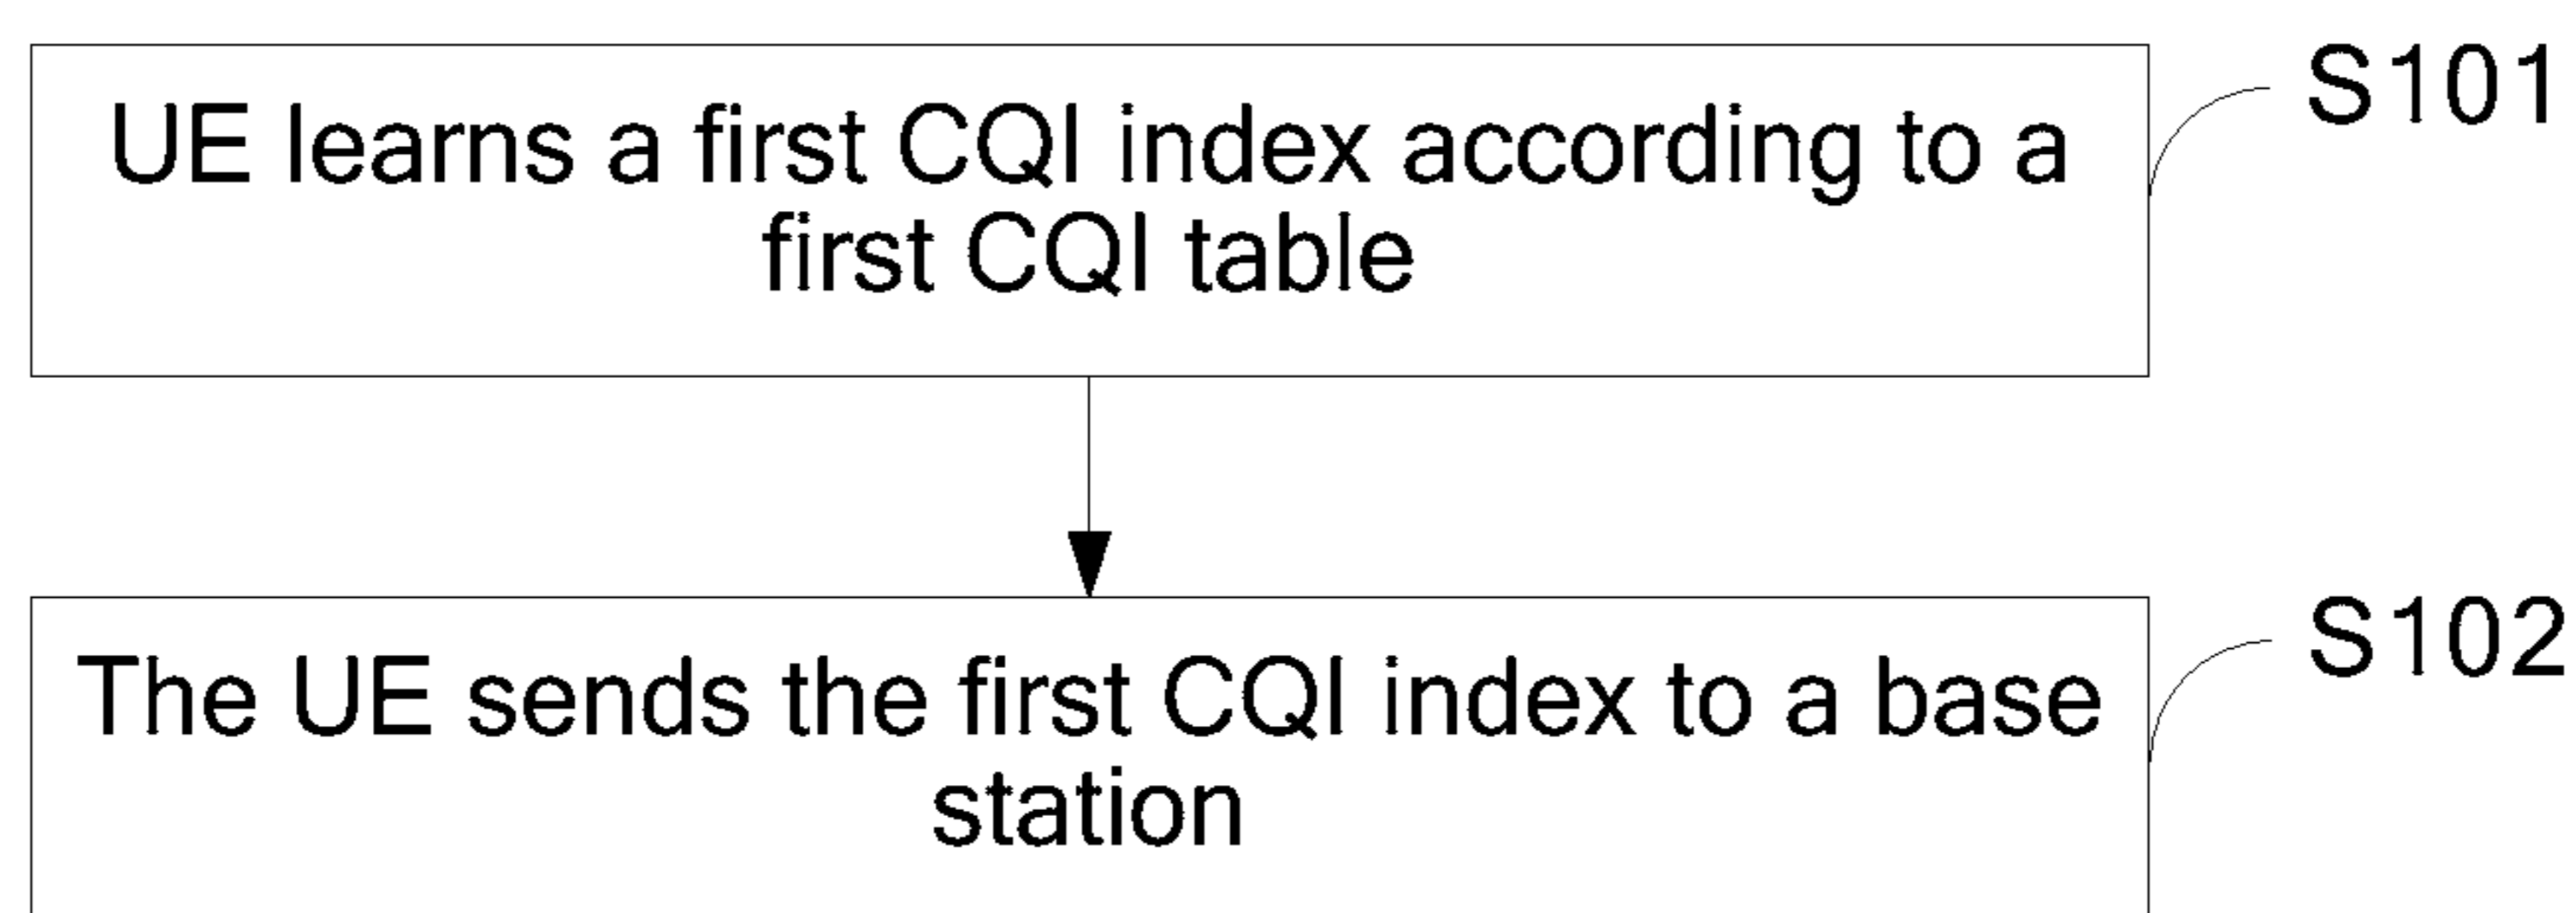 UE learns a first CQI index according to a
first CQI table
S101
The UE sends the first CQI index to a base
station
S102